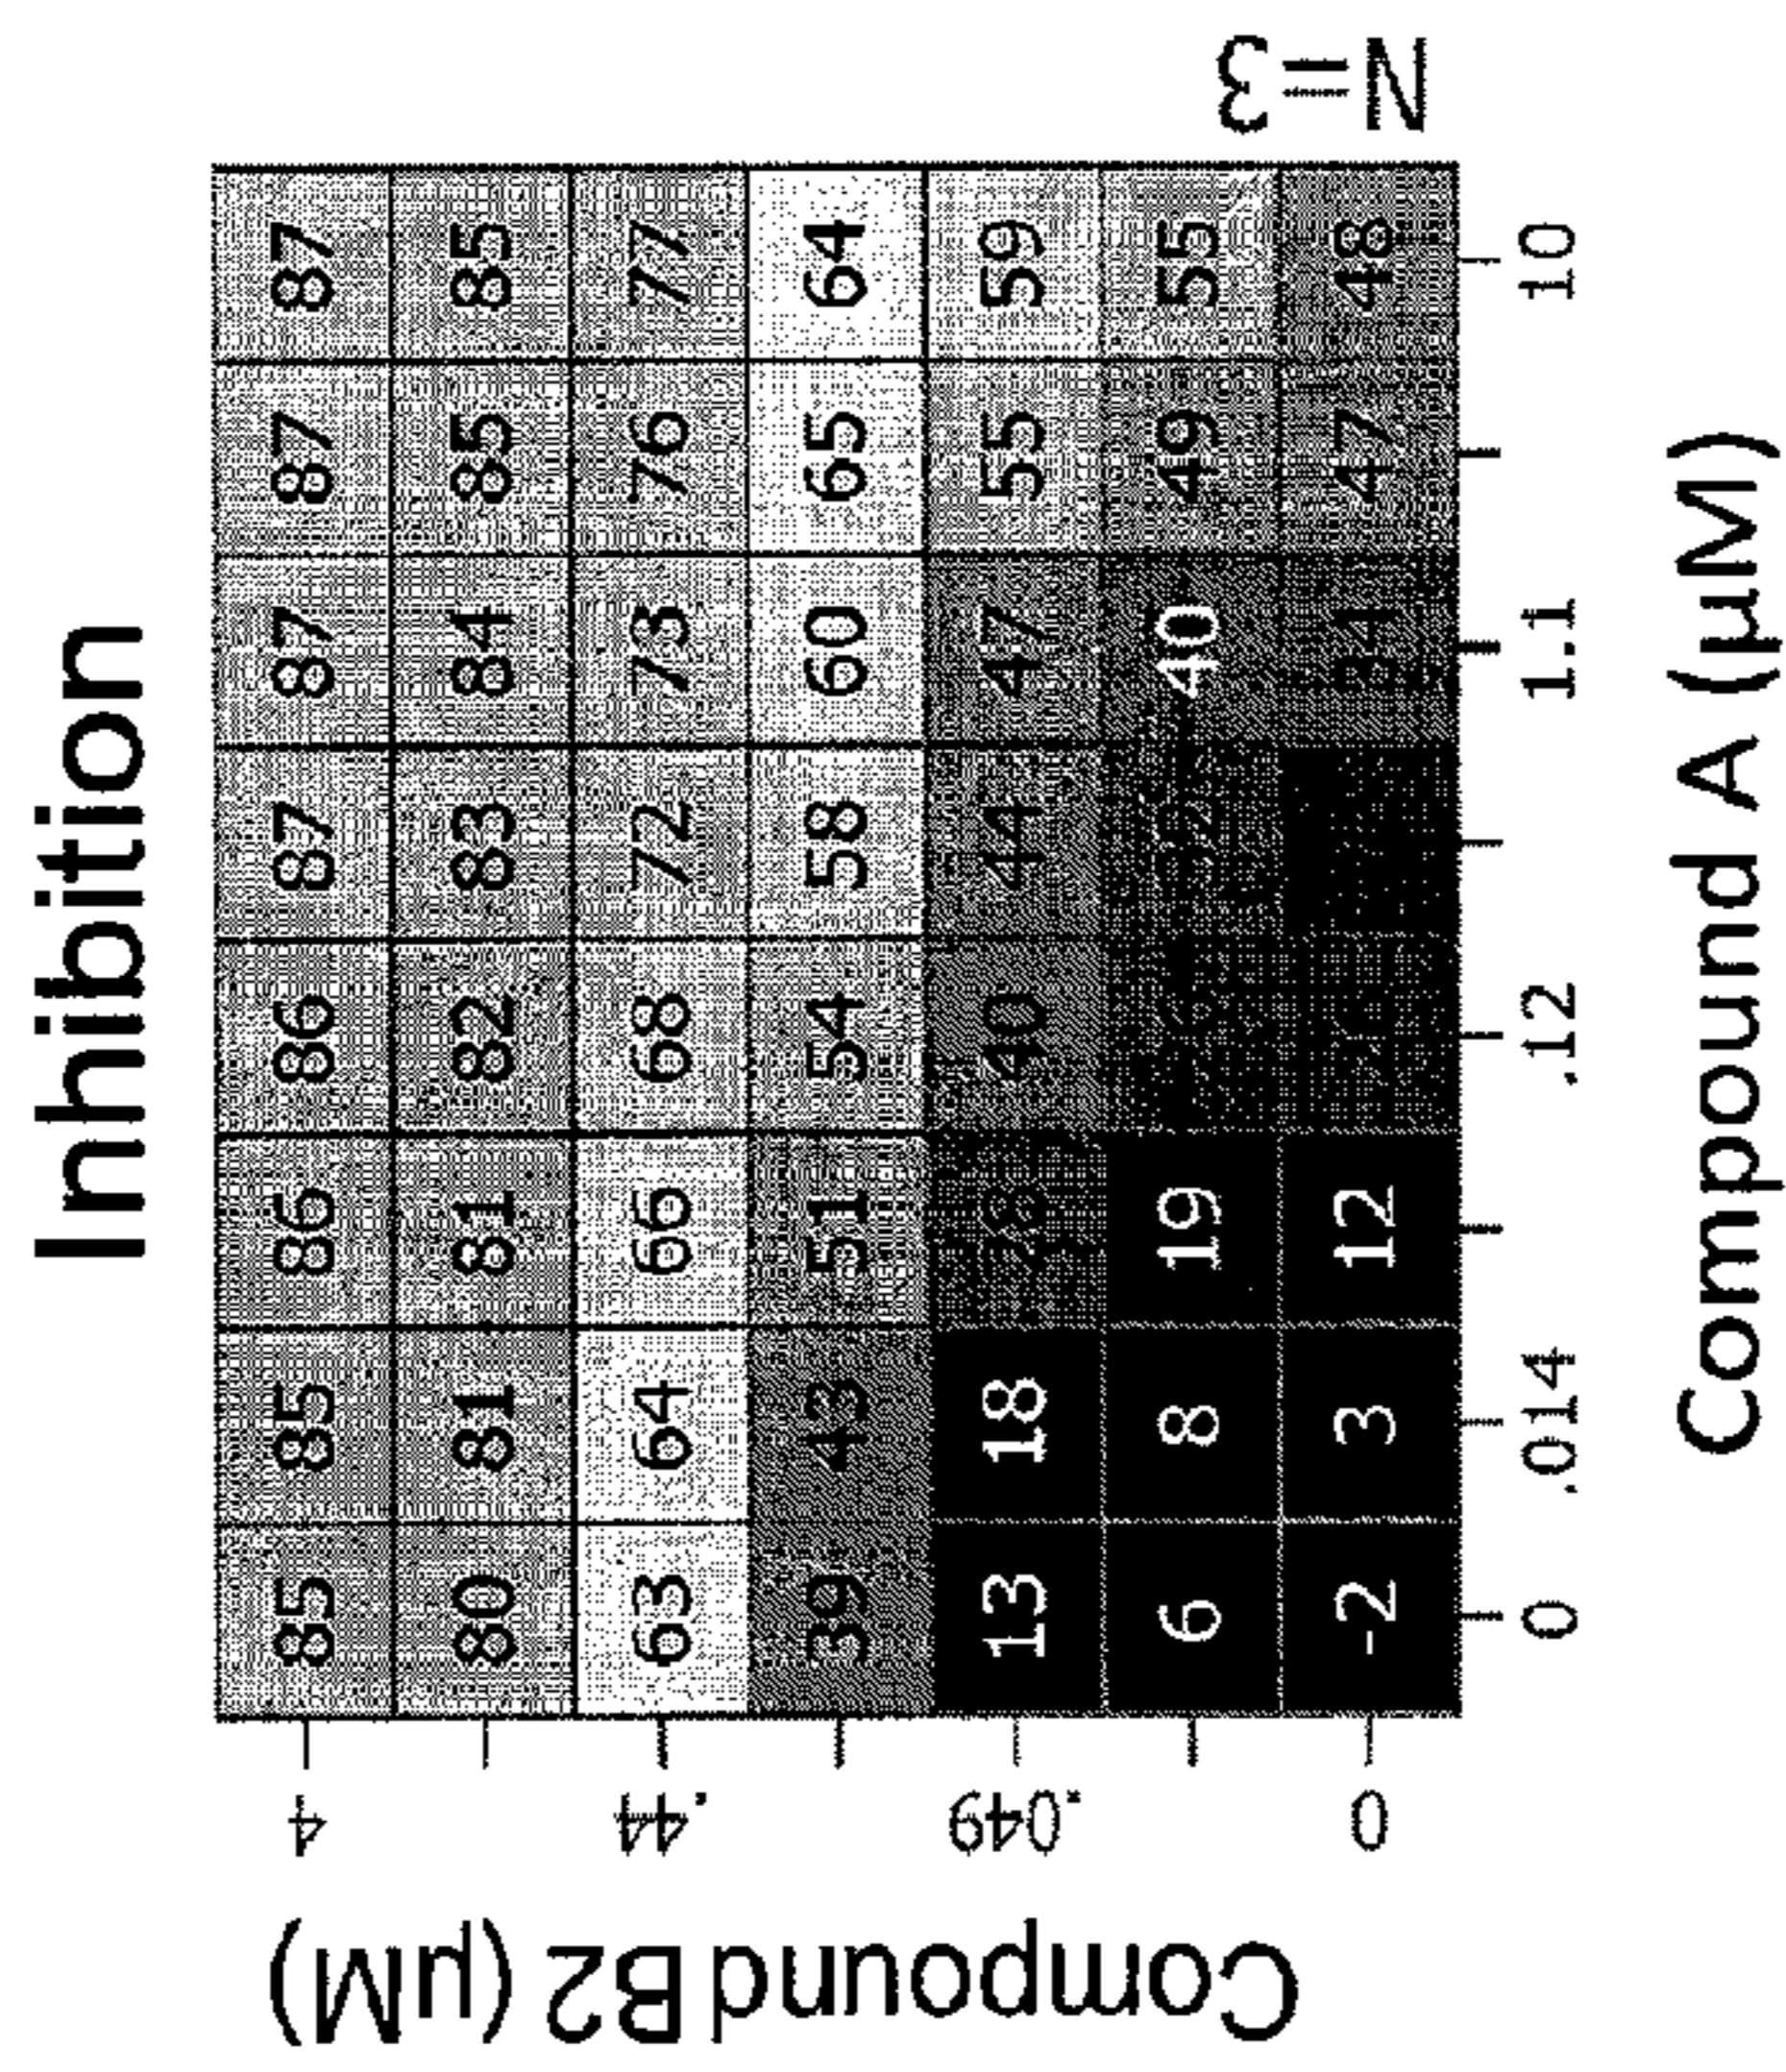 Inhibition
Compound B2 (µM)
4 85 85 86 86 87 87 87 87
80 81 81 82 83 84 85 85
.44 63 64 66 68 72 73 76 77
39 43 51 54 58 60 65 64
.049 13 18 28 40 44 47 55 59
6 8 19 40 49 55
0 -2 3 12 34 47 48
N=3
0 .014 .12 1.1 10
Compound A (µM)